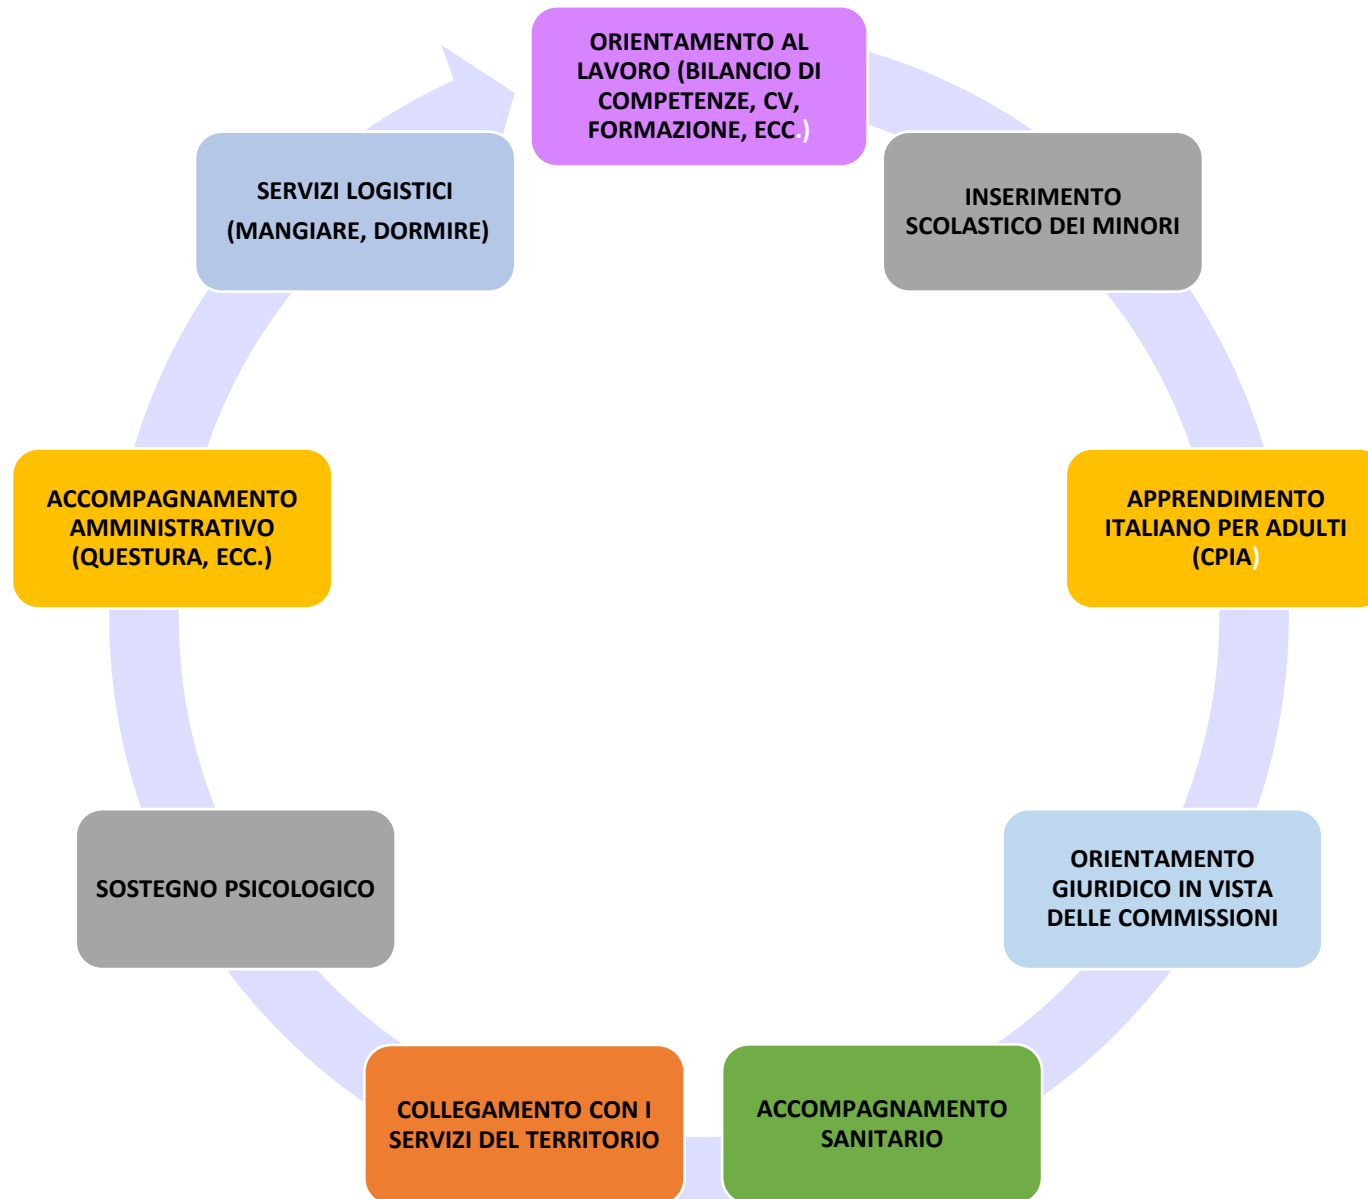 ORIENTAMENTO AL
LAVORO (BILANCIO DI
COMPETENZE, CV,
FORMAZIONE, ECC.)
INSERIMENTO
SCOLASTICO DEI MINORI
APPRENDIMENTO
ITALIANO PER ADULTI
(CPIA)
ORIENTAMENTO
GIURIDICO IN VISTA
DELLE COMMISSIONI
ACCOMPAGNAMENTO
SANITARIO
COLLEGAMENTO CON I
SERVIZI DEL TERRITORIO
SOSTEGNO PSICOLOGICO
ACCOMPAGNAMENTO
AMMINISTRATIVO
(QUESTURA, ECC.)
SERVIZI LOGISTICI
(MANGIARE, DORMIRE)